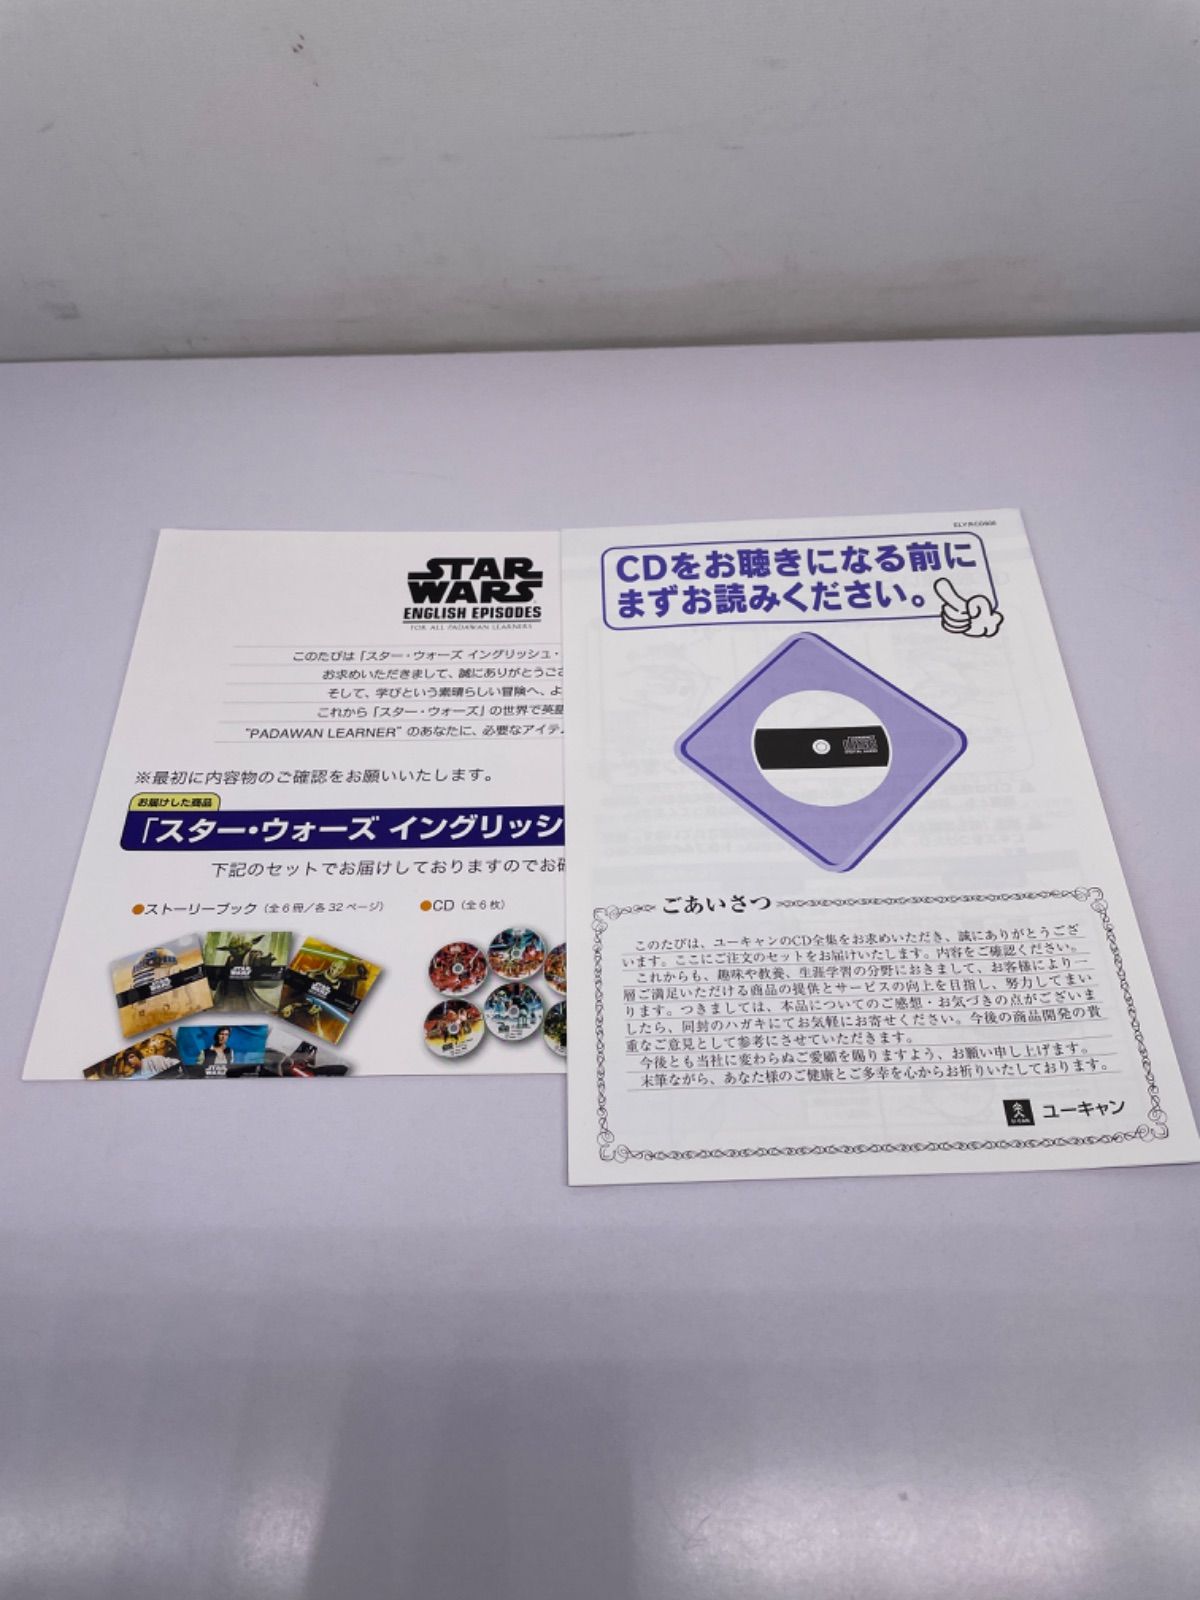 STAR
WARS
ENGLISH EPISODES
FOR ALL PADAWAN LEARNERS
このたびは「スター・ウォーズ イングリッシュ・
お求めいただきまして、誠にありがとうござ
そして、学びという素晴らしい冒険へ、よ
これから「スター・ウォーズ」の世界で英語
"PADAWAN LEARNER" のあなたに、必要なアイテ
※最初に内容物のご確認をお願いいたします。
お届けした商品
「スター・ウォーズ イングリッシ
下記のセットでお届けしておりますのでお確
●ストーリーブック（全6冊／各32ページ）
●CD（全6枚）
CDをお聴きになる前に
まずお読みください。
COMPACT
DIGITAL AUDIO
ごあいさつ
このたびは、ユーキャンのCD全集をお求めいただき、誠にありがとうござ
います。ここにご注文のセットをお届けいたします。内容をご確認ください。
これからも、趣味や教養、生涯学習の分野におきまして、お客様により一
層ご満足いただける商品の提供とサービスの向上を目指し、努力してまい
ります。つきましては、本品についてのご感想・お気づきの点がございま
したら、同封のハガキにてお気軽にお寄せください。今後の商品開発の貴
重なご意見として参考にさせていただきます。
今後とも当社に変わらぬご愛顧を賜りますよう、お願い申し上げます。
末筆ながら、あなた様のご健康とご多幸を心からお祈りいたしております。
ユーキャン